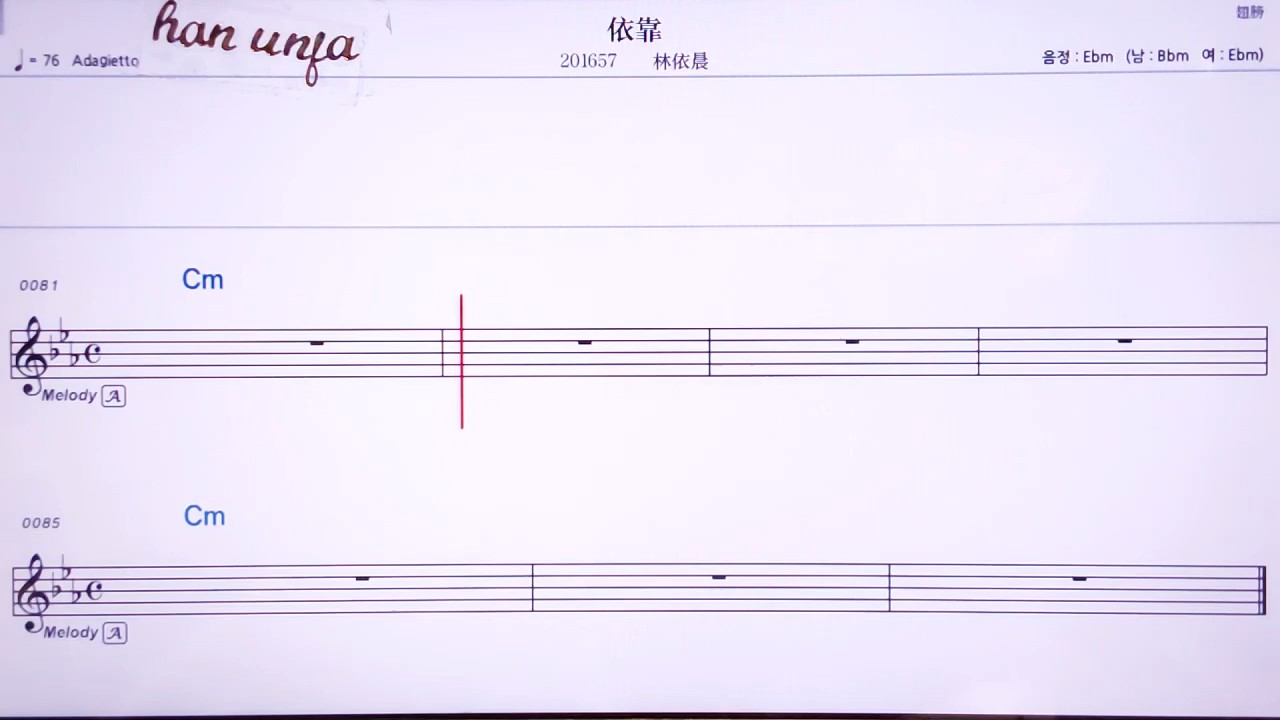 han unfa
依靠
♩= 76 Adagietto
201657 林依晨
음정 : Ebm (남 : Bbm 여 : Ebm)
0081
Cm
Melody A
0085
Cm
Melody A